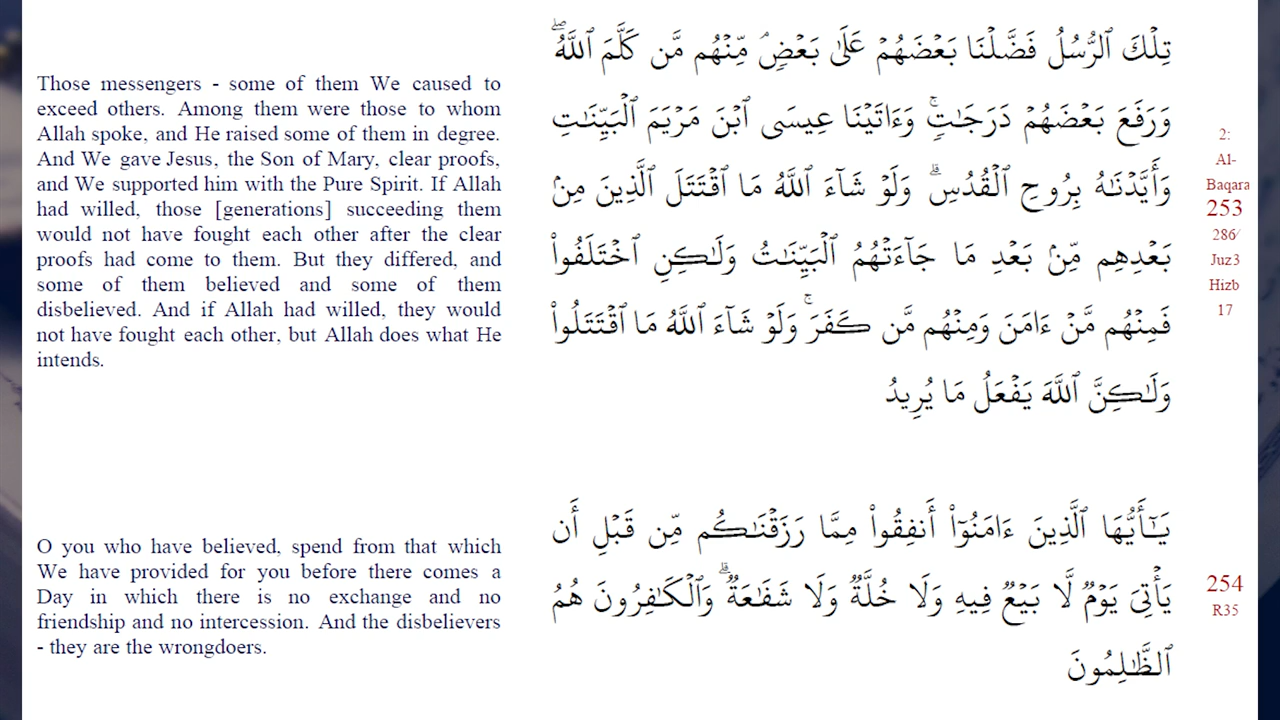 Those messengers - some of them We caused to
exceed others. Among them were those to whom
Allah spoke, and He raised some of them in degree.
And We gave Jesus, the Son of Mary, clear proofs,
and We supported him with the Pure Spirit. If Allah
had willed, those [generations] succeeding them
would not have fought each other after the clear
proofs had come to them. But they differed, and
some of them believed and some of them
disbelieved. And if Allah had willed, they would
not have fought each other, but Allah does what He
intends.
تِلْكَ ٱلرُّسُلُ فَضَّلْنَا بَعْضَهُمْ عَلَىٰ بَعْضٍۢ مِّنْهُم مَّن كَلَّمَ ٱللَّهُ ۖ
وَرَفَعَ بَعْضَهُمْ دَرَجَـٰتٍۢ ۚ وَءَاتَيْنَا عِيسَى ٱبْنَ مَرْيَمَ ٱلْبَيِّنَـٰتِ
وَأَيَّدْنَـٰهُ بِرُوحِ ٱلْقُدُسِ ۗ وَلَوْ شَآءَ ٱللَّهُ مَا ٱقْتَتَلَ ٱلَّذِينَ مِنۢ
بَعْدِهِم مِّنۢ بَعْدِ مَا جَآءَتْهُمُ ٱلْبَيِّنَـٰتُ وَلَـٰكِنِ ٱخْتَلَفُوا۟
فَمِنْهُم مَّنْ ءَامَنَ وَمِنْهُم مَّن كَفَرَ ۚ وَلَوْ شَآءَ ٱللَّهُ مَا ٱقْتَتَلُوا۟
وَلَـٰكِنَّ ٱللَّهَ يَفْعَلُ مَا يُرِيدُ
2:
Al-
Baqara
253
286/
Juz3
Hizb
17
O you who have believed, spend from that which
We have provided for you before there comes a
Day in which there is no exchange and no
friendship and no intercession. And the disbelievers
- they are the wrongdoers.
يَـٰٓأَيُّهَا ٱلَّذِينَ ءَامَنُوٓا۟ أَنفِقُوا۟ مِمَّا رَزَقْنَـٰكُم مِّن قَبْلِ أَن
يَأْتِىَ يَوْمٌۭ لَّا بَيْعٌۭ فِيهِ وَلَا خُلَّةٌۭ وَلَا شَفَـٰعَةٌۭ ۗ وَٱلْكَـٰفِرُونَ هُمُ
ٱلظَّـٰلِمُونَ
254
R35